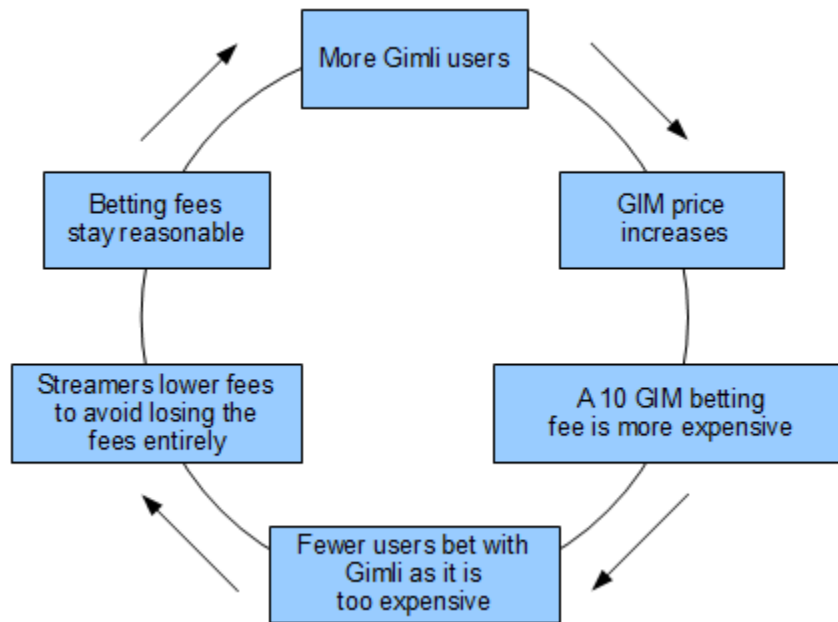 More Gimli users
GIM price
increases
A 10 GIM betting
fee is more expensive
Fewer users bet with
Gimli as it is
too expensive
Streamers lower fees
to avoid losing the
fees entirely
Betting fees
stay reasonable